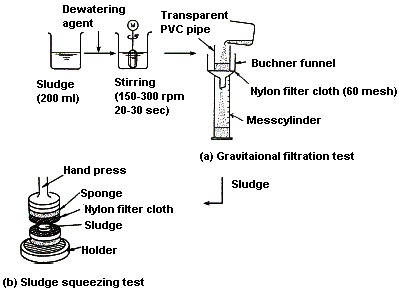 Dewatering
agent
Transparent
PVC pipe
M
Buchner funnel
Sludge
(200 ml)
Stirring
(150-300 rpm
20-30 sec)
Nylon filter cloth (60 mesh)
Messcylinder
(a) Gravitaional filtration test
Hand press
Sludge
Sponge
Nylon filter cloth
Sludge
Holder
(b) Sludge squeezing test